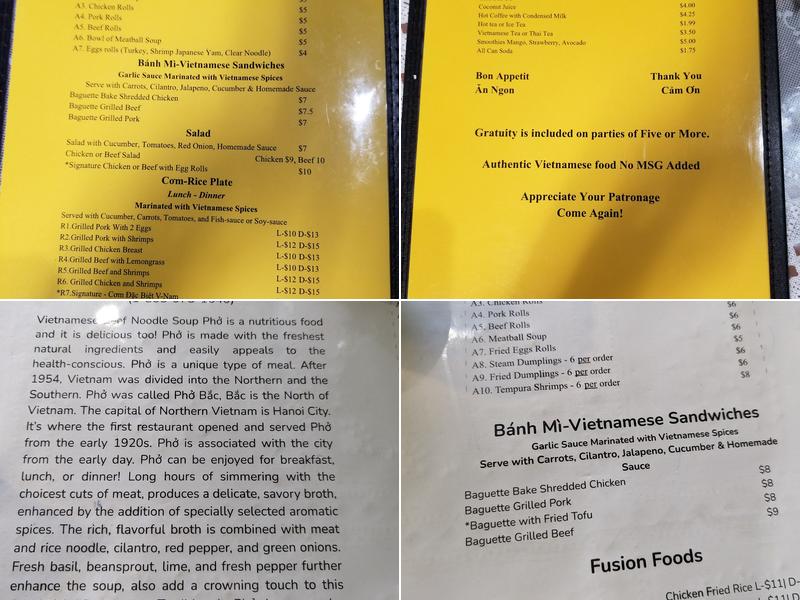 A3. Chicken Rolls $5
A4. Pork Rolls $5
A5. Beef Rolls $5
A6. Bowl of Meatball Soup $5
A7. Eggs rolls (Turkey, Shrimp Japanese Yam, Clear Noodle) $4
Bánh Mì-Vietnamese Sandwiches
Garlic Sauce Marinated with Vietnamese Spices
Serve with Carrots, Cilantro, Jalapeno, Cucumber & Homemade Sauce
Baguette Bake Shredded Chicken $7
Baguette Grilled Beef $7.5
Baguette Grilled Pork $7
Salad
Salad with Cucumber, Tomatoes, Red Onion, Homemade Sauce $7
Chicken or Beef Salad Chicken $9, Beef 10
*Signature Chicken or Beef with Egg Rolls $10
Cơm-Rice Plate
Lunch - Dinner
Marinated with Vietnamese Spices
Served with Cucumber, Carrots, Tomatoes, and Fish-sauce or Soy-sauce
R1.Grilled Pork With 2 Eggs L-$10 D-$13
R2.Grilled Pork with Shrimps L-$12 D-$15
R3.Grilled Chicken Breast L-$10 D-$13
R4.Grilled Beef with Lemongrass L-$10 D-$13
R5.Grilled Beef and Shrimps L-$12 D-$15
R6. Grilled Chicken and Shrimps L-$12 D-$15
*R7.Signature - Cơm Đặc Biệt V-Nam
Coconut Juice $4.00
Hot Coffee with Condensed Milk $4.25
Hot tea or Ice Tea $1.99
Vietnamese Tea or Thai Tea $3.50
Smoothies Mango, Strawberry, Avocado $5.00
All Can Soda $1.75
Bon Appetit Thank You
Ăn Ngon Cảm Ơn
Gratuity is included on parties of Five or More.
Authentic Vietnamese food No MSG Added
Appreciate Your Patronage
Come Again!
Vietnamese Beef Noodle Soup Phở is a nutritious food
and it is delicious too! Phở is made with the freshest
natural ingredients and easily appeals to the
health-conscious. Phở is a unique type of meal. After
1954, Vietnam was divided into the Northern and the
Southern. Phở was called Phở Bắc, Bắc is the North of
Vietnam. The capital of Northern Vietnam is Hanoi City.
It's where the first restaurant opened and served Phở
from the early 1920s. Phở is associated with the city
from the early day. Phở can be enjoyed for breakfast,
lunch, or dinner! Long hours of simmering with the
choicest cuts of meat, produces a delicate, savory broth,
enhanced by the addition of specially selected aromatic
spices. The rich, flavorful broth is combined with meat
and rice noodle, cilantro, red pepper, and green onions.
Fresh basil, beansprout, lime, and fresh pepper further
enhance the soup, also add a crowning touch to this
A3. Chicken Rolls $6
A4. Pork Rolls $6
A5. Beef Rolls $6
A6. Meatball Soup $5
A7. Fried Eggs Rolls $6
A8. Steam Dumplings - 6 per order $6
A9. Fried Dumplings - 6 per order $6
A10. Tempura Shrimps - 6 per order $8
Bánh Mì-Vietnamese Sandwiches
Garlic Sauce Marinated with Vietnamese Spices
Serve with Carrots, Cilantro, Jalapeno, Cucumber & Homemade
Sauce
Baguette Bake Shredded Chicken $8
Baguette Grilled Pork $8
*Baguette with Fried Tofu $8
Baguette Grilled Beef $9
Fusion Foods
Chicken Fried Rice L-$11| D-